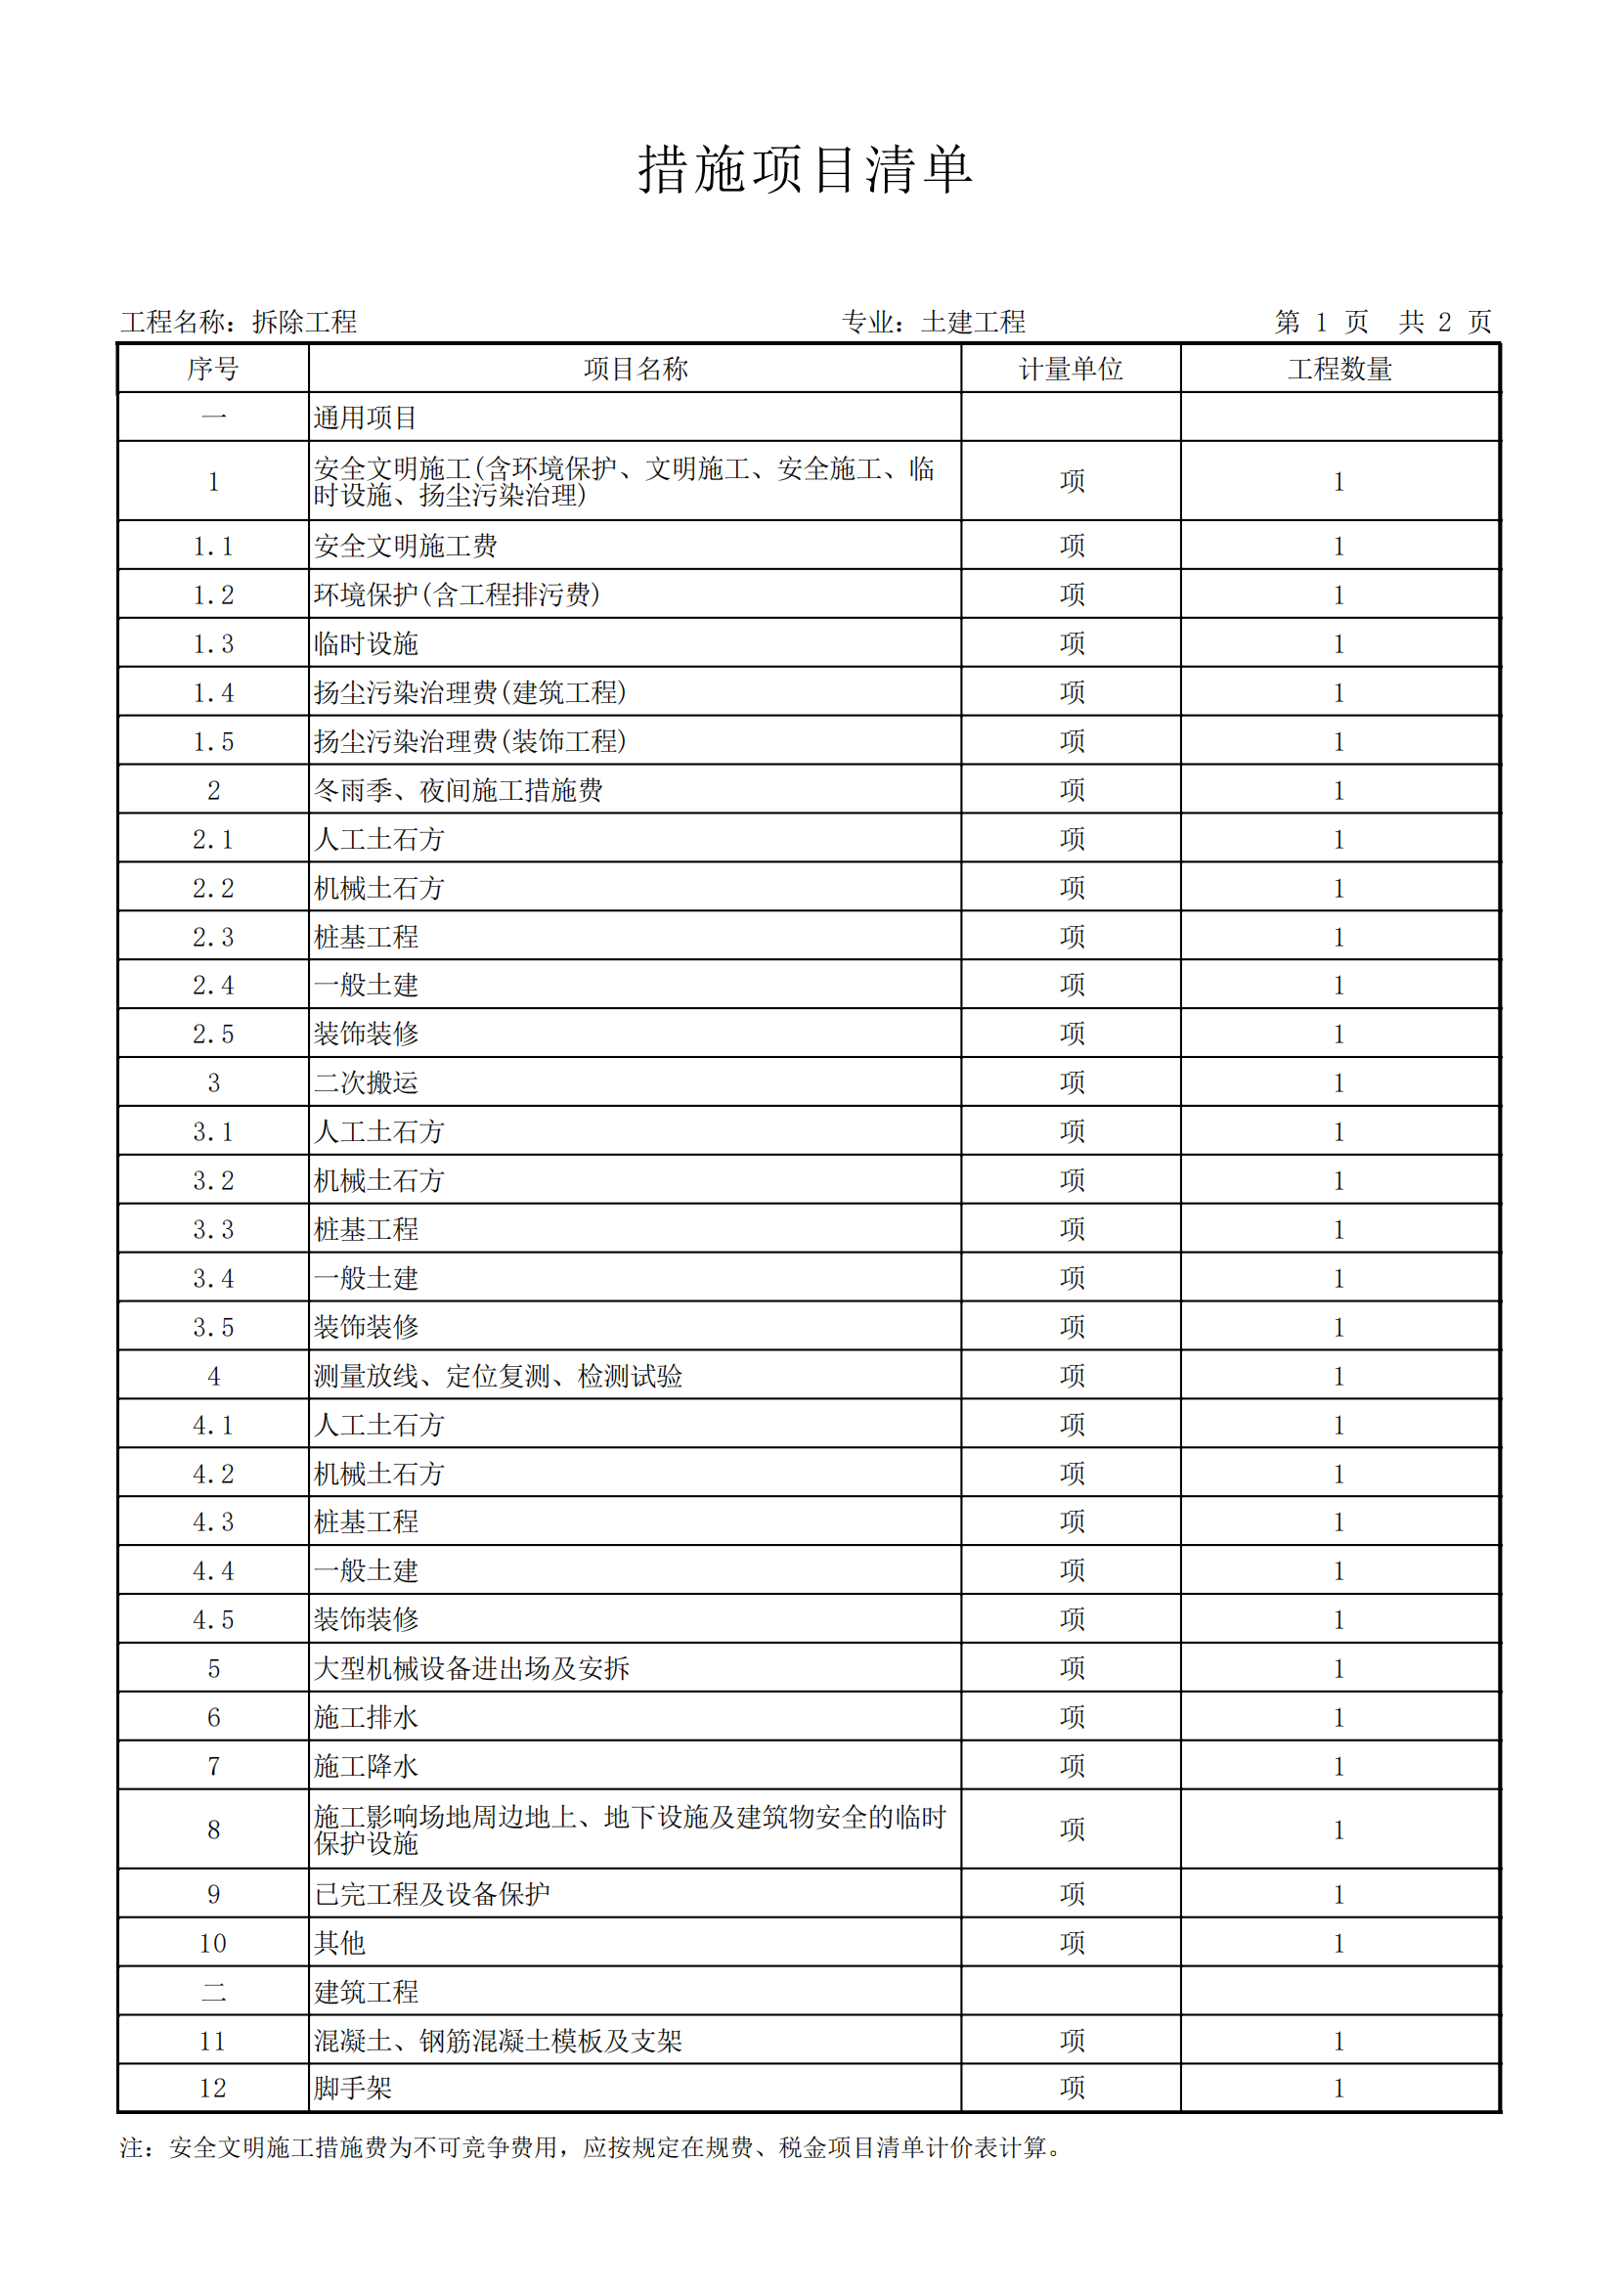 措施项目清单
工程名称：拆除工程 专业：土建工程 第 1 页 共 2 页
序号 项目名称 计量单位 工程数量
一 通用项目
1 安全文明施工(含环境保护、文明施工、安全施工、临
时设施、扬尘污染治理) 项 1
1.1 安全文明施工费 项 1
1.2 环境保护(含工程排污费) 项 1
1.3 临时设施 项 1
1.4 扬尘污染治理费(建筑工程) 项 1
1.5 扬尘污染治理费(装饰工程) 项 1
2 冬雨季、夜间施工措施费 项 1
2.1 人工土石方 项 1
2.2 机械土石方 项 1
2.3 桩基工程 项 1
2.4 一般土建 项 1
2.5 装饰装修 项 1
3 二次搬运 项 1
3.1 人工土石方 项 1
3.2 机械土石方 项 1
3.3 桩基工程 项 1
3.4 一般土建 项 1
3.5 装饰装修 项 1
4 测量放线、定位复测、检测试验 项 1
4.1 人工土石方 项 1
4.2 机械土石方 项 1
4.3 桩基工程 项 1
4.4 一般土建 项 1
4.5 装饰装修 项 1
5 大型机械设备进出场及安拆 项 1
6 施工排水 项 1
7 施工降水 项 1
8 施工影响场地周边地上、地下设施及建筑物安全的临时
保护设施 项 1
9 已完工程及设备保护 项 1
10 其他 项 1
二 建筑工程
11 混凝土、钢筋混凝土模板及支架 项 1
12 脚手架 项 1
注：安全文明施工措施费为不可竞争费用，应按规定在规费、税金项目清单计价表计算。